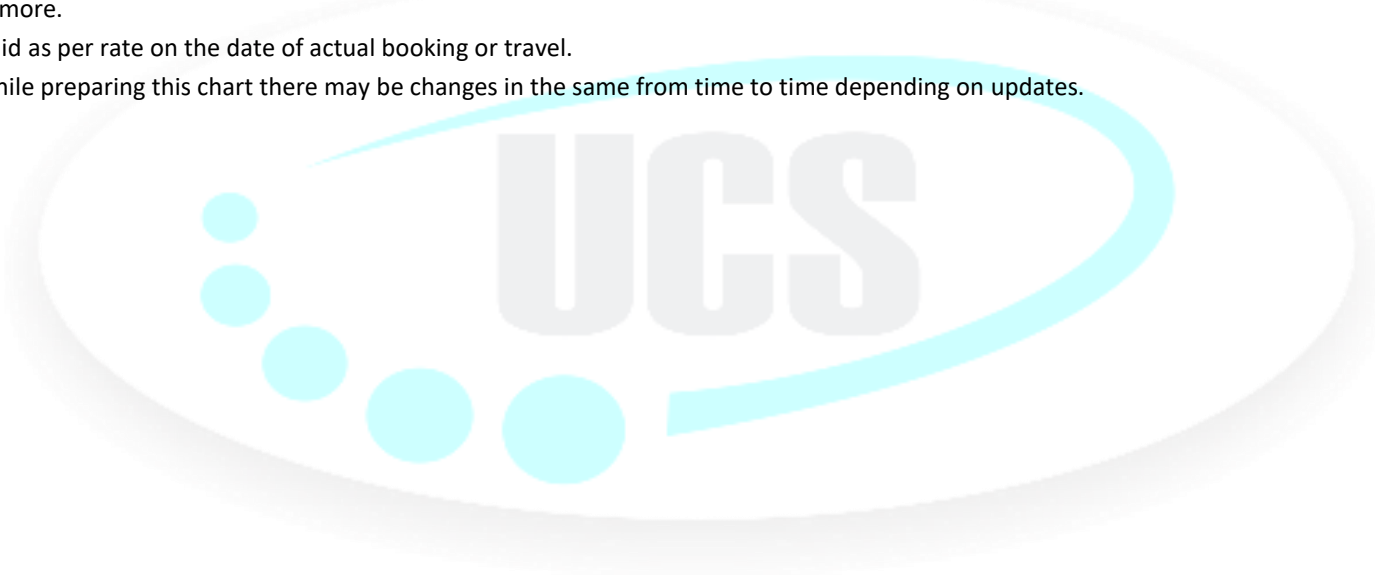 more.
id as per rate on the date of actual booking or travel.
hile preparing this chart there may be changes in the same from time to time depending on updates.
UCS